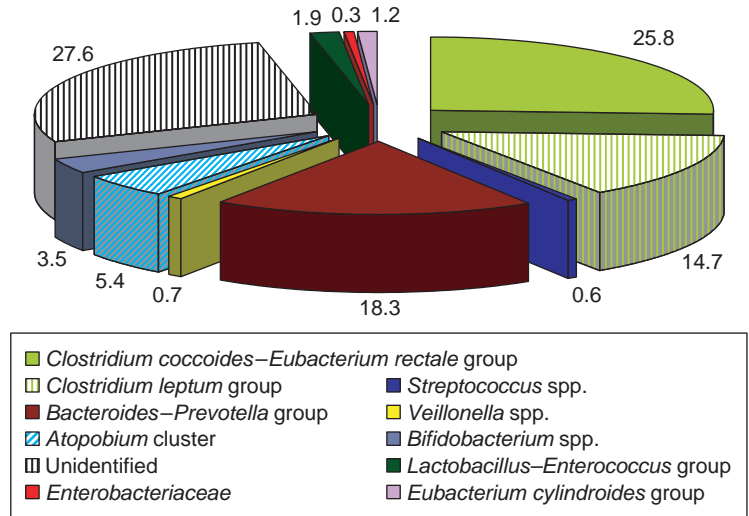 1.9 0.3 1.2
27.6
25.8
3.5
5.4
0.7
18.3
0.6
14.7
Clostridium coccoides–Eubacterium rectale group
Clostridium leptum group
Streptococcus spp.
Bacteroides–Prevotella group
Veillonella spp.
Atopobium cluster
Bifidobacterium spp.
Unidentified
Lactobacillus–Enterococcus group
Enterobacteriaceae
Eubacterium cylindroides group